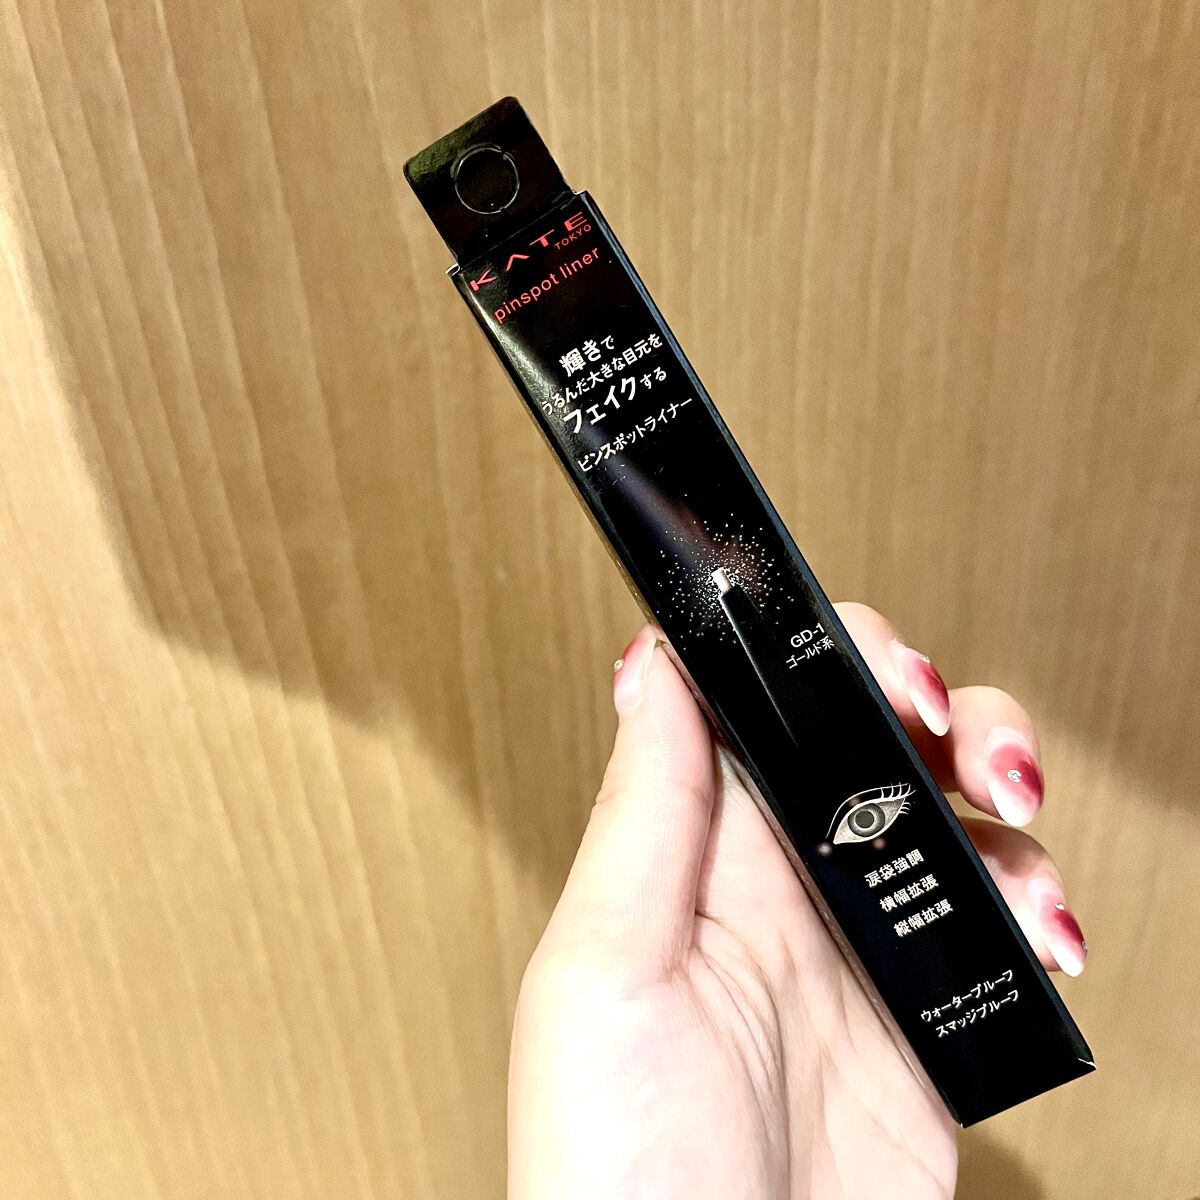 KATE
TOKYO
pinspot liner
輝きで
うるんだ大きな目元を
フェイクする
ピンスポットライナー
GD-1
ゴールド系
涙袋強調
横幅拡張
縦幅拡張
ウォータープルーフ
スマッジプルーフ